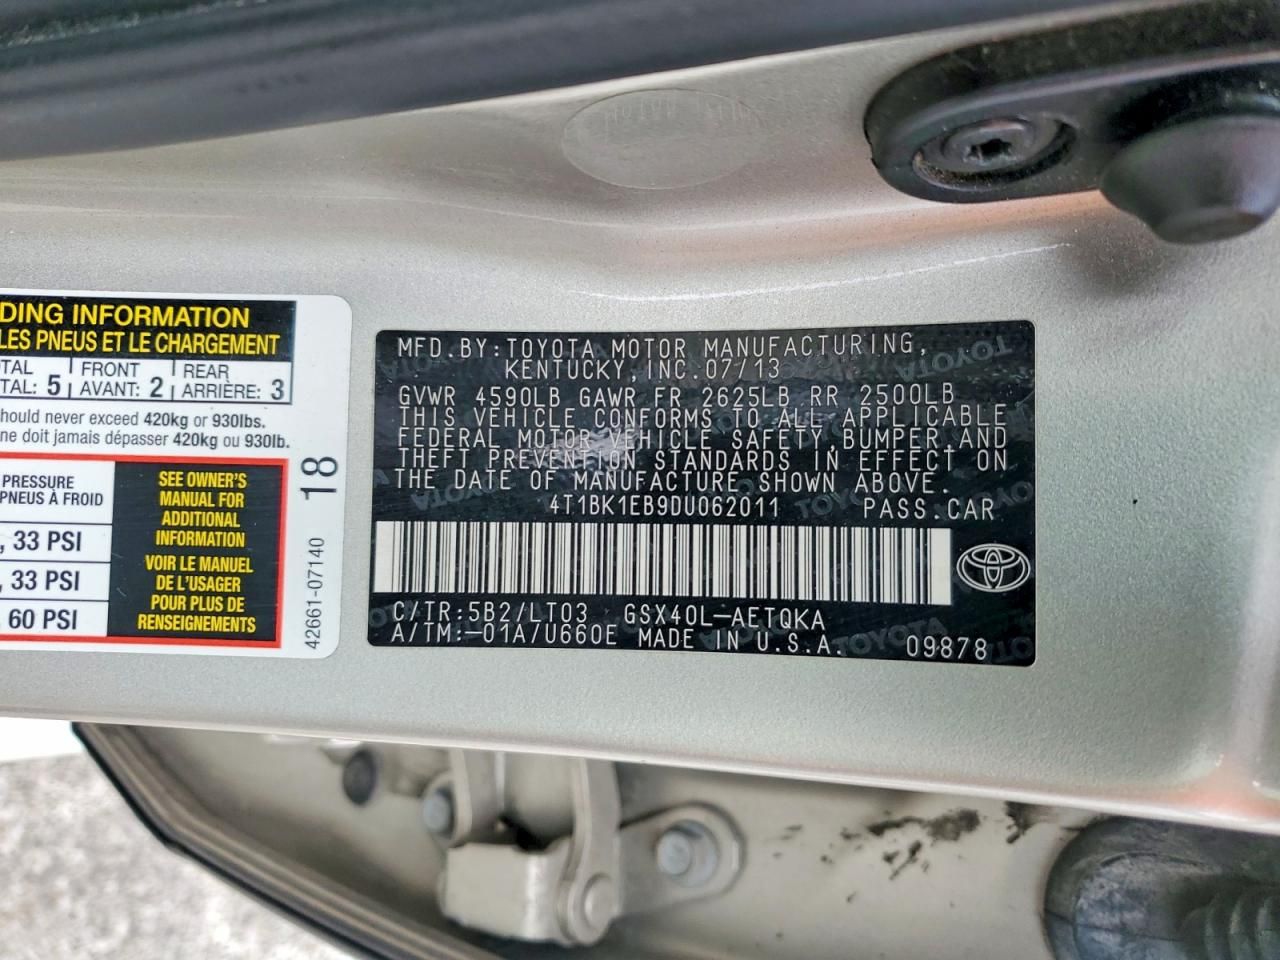 DING INFORMATION
LES PNEUS ET LE CHARGEMENT
OTAL
TAL: 5
FRONT
AVANT: 2
REAR
ARRIÈRE: 3
hould never exceed 420kg or 930lbs.
ne doit jamais dépasser 420kg ou 930lb.
PRESSURE
PNEUS À FROID
, 33 PSI
, 33 PSI
, 60 PSI
SEE OWNER'S
MANUAL FOR
ADDITIONAL
INFORMATION
VOIR LE MANUEL
DE L'USAGER
POUR PLUS DE
RENSEIGNEMENTS
18
42661-07140
MFD.BY:TOYOTA MOTOR MANUFACTURING,
KENTUCKY,INC.07/13
GVWR 4590LB GAWR FR 2625LB RR 2500LB
THIS VEHICLE CONFORMS TO ALL APPLICABLE
FEDERAL MOTOR VEHICLE SAFETY,BUMPER,AND
THEFT PREVENTION STANDARDS IN EFFECT ON
THE DATE OF MANUFACTURE SHOWN ABOVE.
4T1BK1EB9DU062011 PASS.CAR
C/TR:5B2/LT03 GSX40L-AETQKA
A/TM:-01A/U660E MADE IN U.S.A. 09878